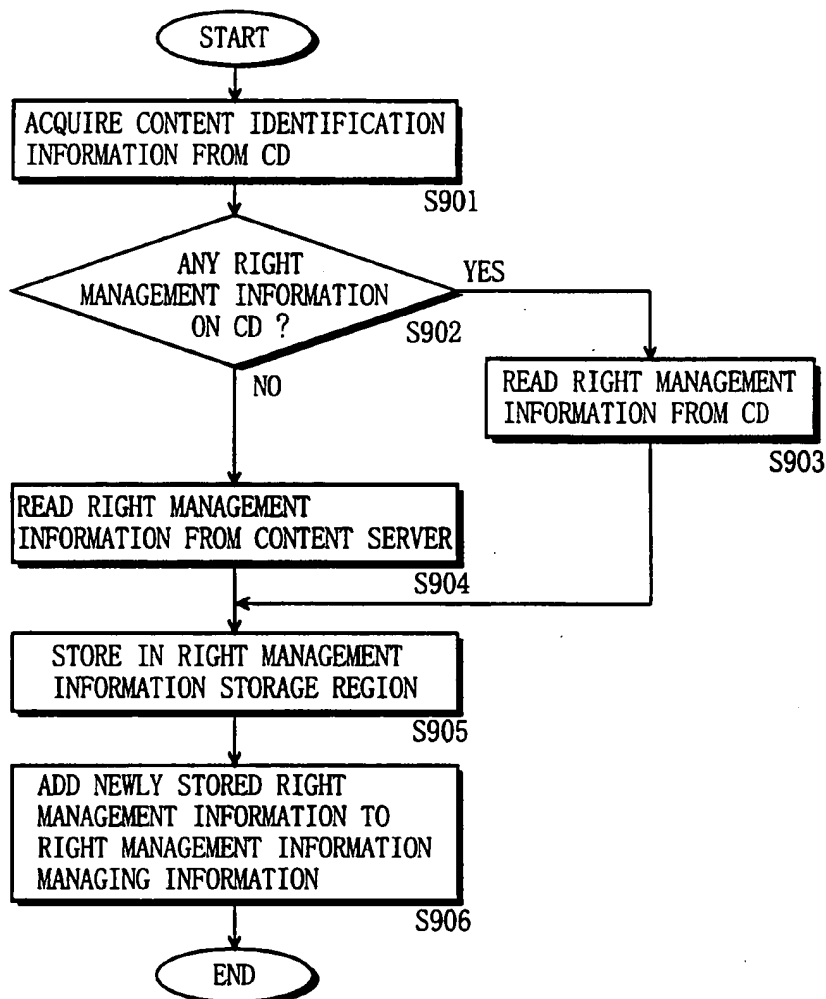 START
ACQUIRE CONTENT IDENTIFICATION
INFORMATION FROM CD
S901
ANY RIGHT
MANAGEMENT INFORMATION
ON CD ?
S902
YES
NO
READ RIGHT MANAGEMENT
INFORMATION FROM CD
S903
READ RIGHT MANAGEMENT
INFORMATION FROM CONTENT SERVER
S904
STORE IN RIGHT MANAGEMENT
INFORMATION STORAGE REGION
S905
ADD NEWLY STORED RIGHT
MANAGEMENT INFORMATION TO
RIGHT MANAGEMENT INFORMATION
MANAGING INFORMATION
S906
END